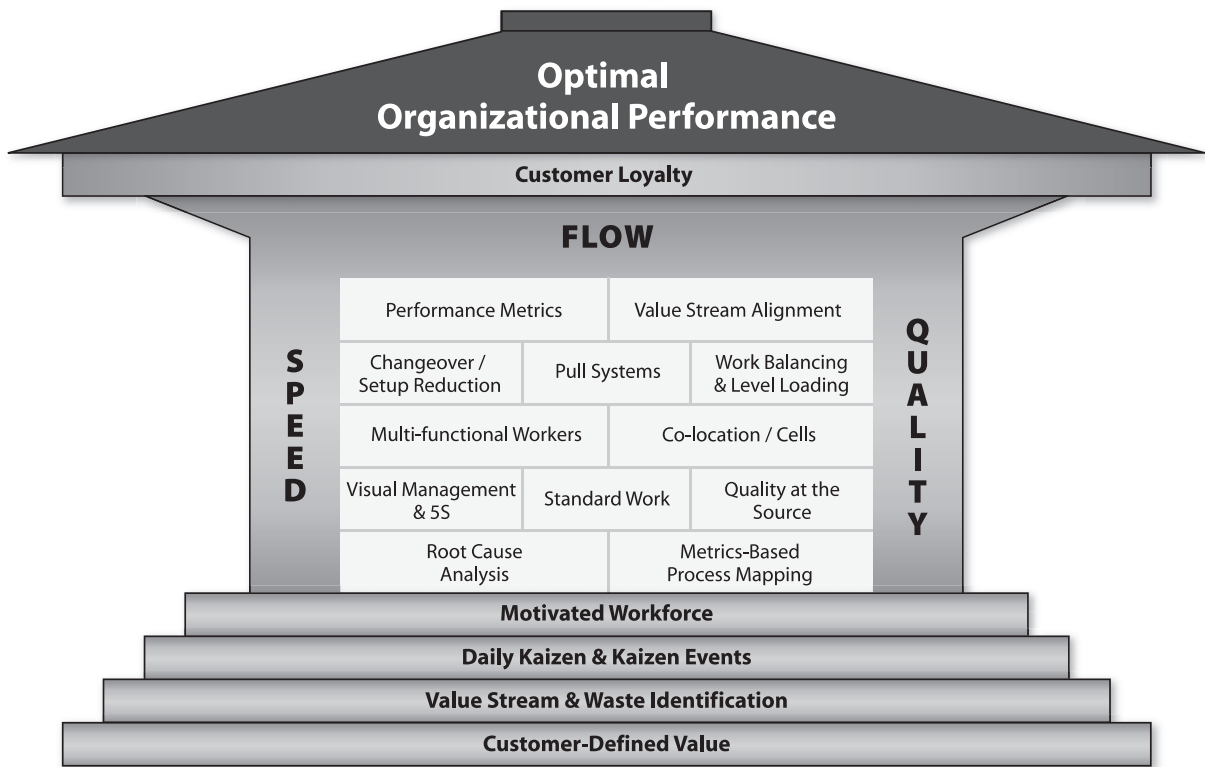 Optimal
Organizational Performance
Customer Loyalty
FLOW
SPEED
Performance Metrics
Value Stream Alignment
Changeover /
Setup Reduction
Pull Systems
Work Balancing
& Level Loading
Multi-functional Workers
Co-location / Cells
Visual Management
& 5S
Standard Work
Quality at the
Source
Root Cause
Analysis
Metrics-Based
Process Mapping
QUALITY
Motivated Workforce
Daily Kaizen & Kaizen Events
Value Stream & Waste Identification
Customer-Defined Value